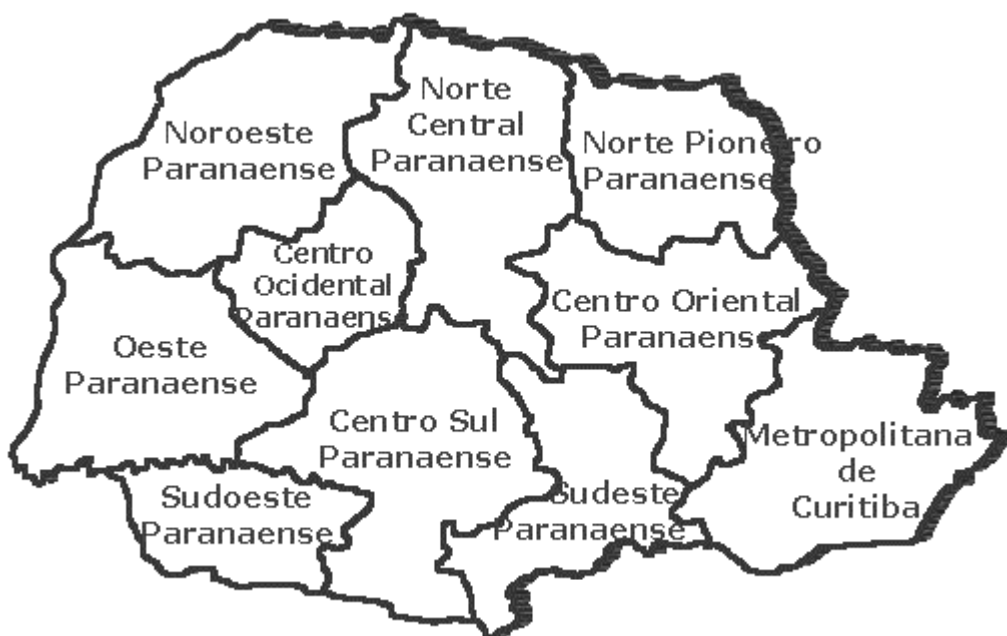 Noroeste
Paranaense
Norte
Central
Paranaense
Norte Pioneiro
Paranaense
Centro
Ocidental
Paranaense
Centro Oriental
Paranaens
Oeste
Paranaense
Centro Sul
Paranaense
Metropolitana
de
Curitiba
Sudoeste
Paranaense
Sudeste
Paranaense